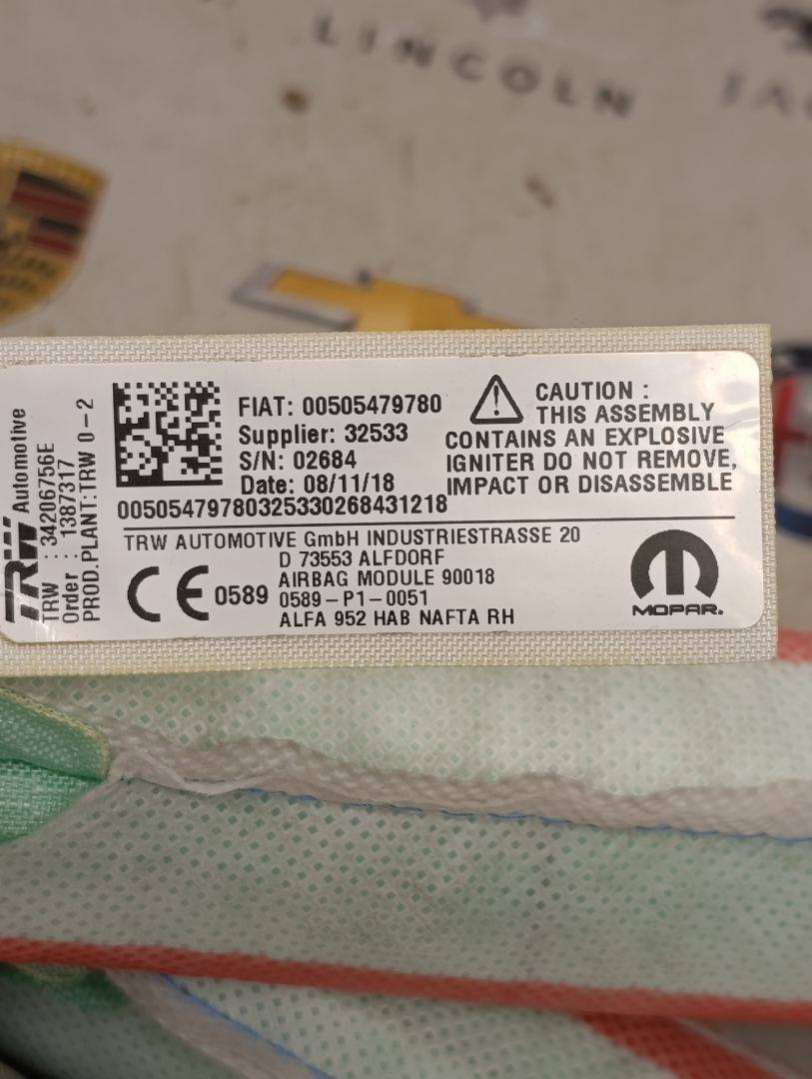 LINCOLN
TRW Automotive
TRW : 34206756E
Order : 1387317
PROD.PLANT:TRW 0-2
FIAT: 00505479780
Supplier: 32533
S/N: 02684
Date: 08/11/18
00505479780325330268431218
CAUTION :
THIS ASSEMBLY
CONTAINS AN EXPLOSIVE
IGNITER DO NOT REMOVE,
IMPACT OR DISASSEMBLE
TRW AUTOMOTIVE GmbH INDUSTRIESTRASSE 20
D 73553 ALFDORF
AIRBAG MODULE 90018
CE 0589 0589-P1-0051
ALFA 952 HAB NAFTA RH
MOPAR.